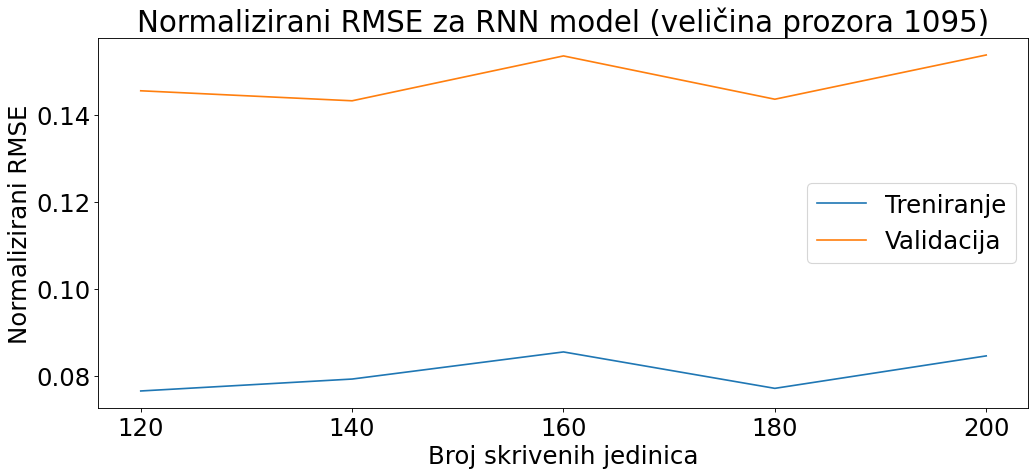 Normalizirani RMSE za RNN model (veličina prozora 1095)
Normalizirani RMSE
0.14
0.12
0.10
0.08
Treniranje
Validacija
120 140 160 180 200
Broj skrivenih jedinica